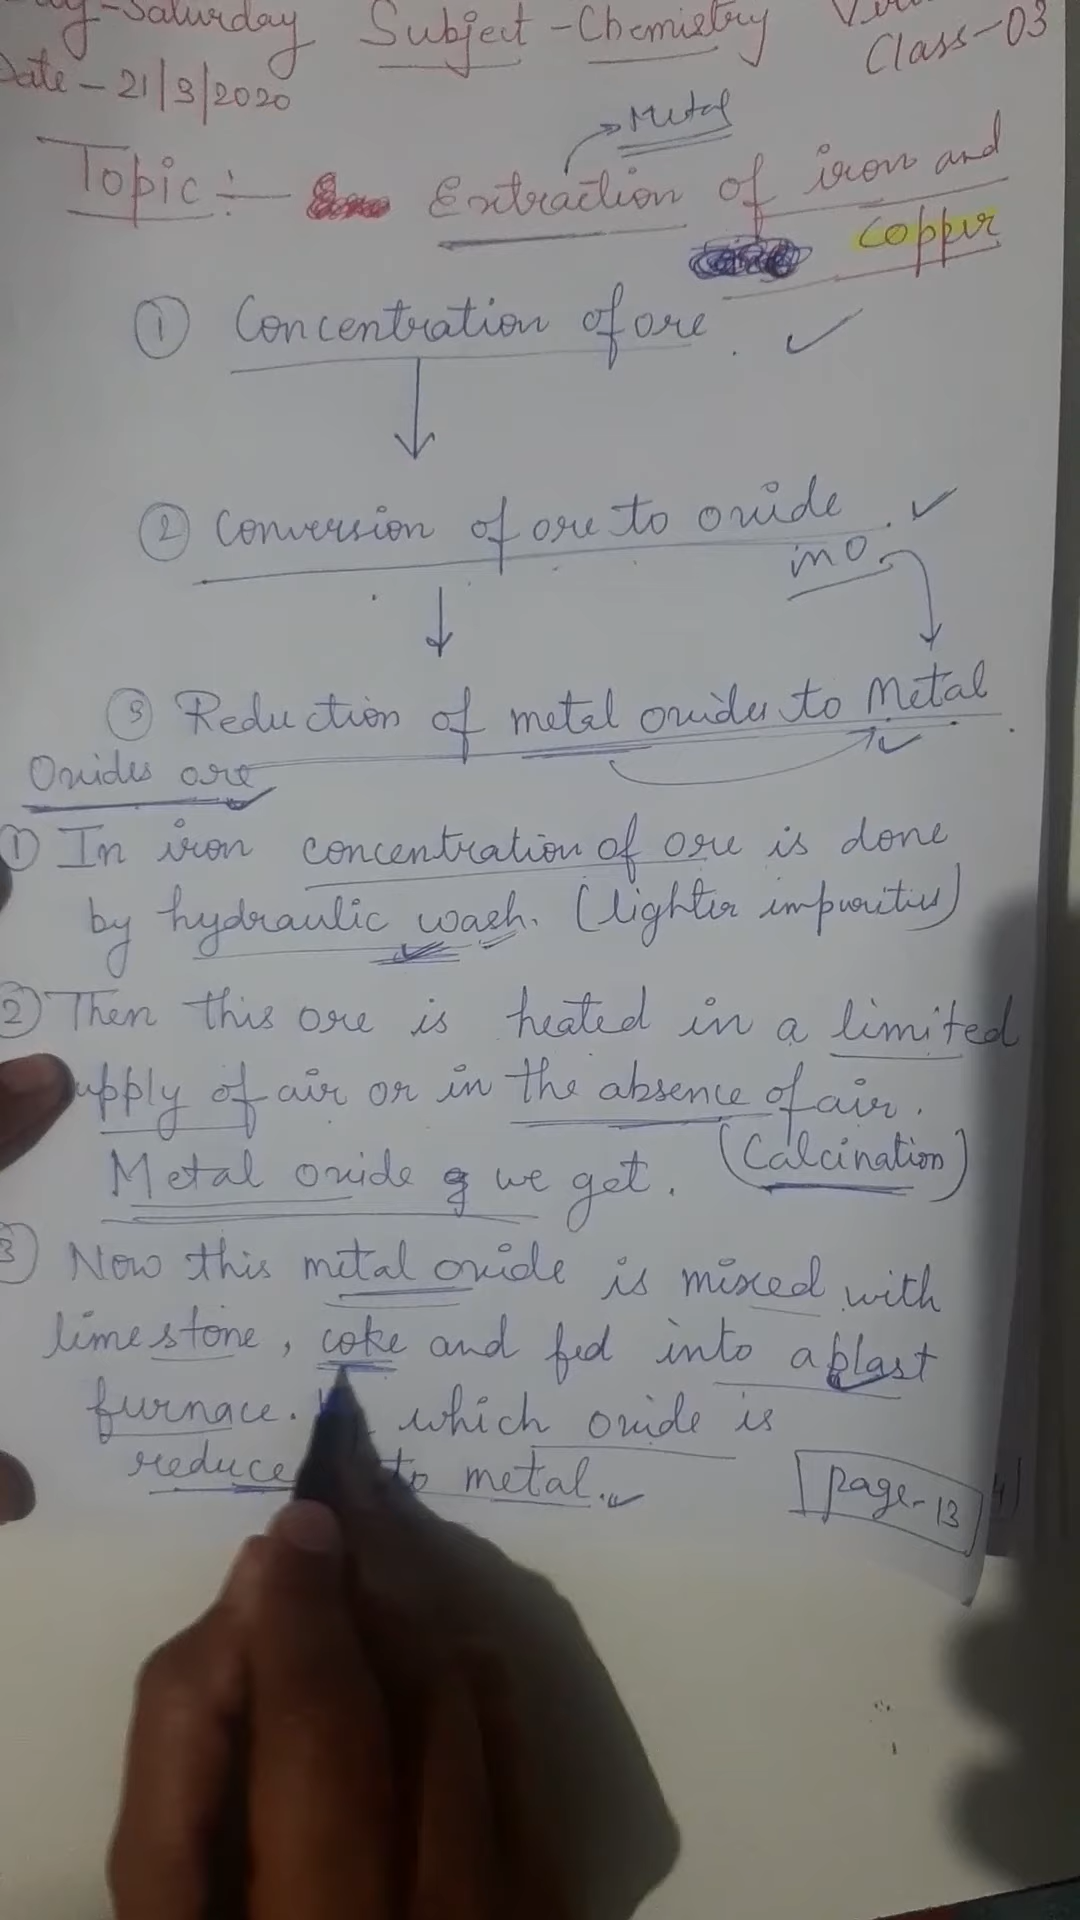 -Saturday Subject - Chemistry
Class - 03
Date - 21/3/2020
Metal
Topic :- Extraction of iron and
Copper
① Concentration of ore.
② Conversion of ore to oxide.
mo
③ Reduction of metal oxides to Metal
Oxides ore
① In iron concentration of ore is done
by hydraulic wash. (lighter impurities)
② Then this ore is heated in a limited
upply of air or in the absence of air.
Metal oxide we get. (Calcination)
3 Now this metal oxide is mixed with
limestone, coke and fed into a blast
furnace. which oxide is
reduce to metal.
page-13